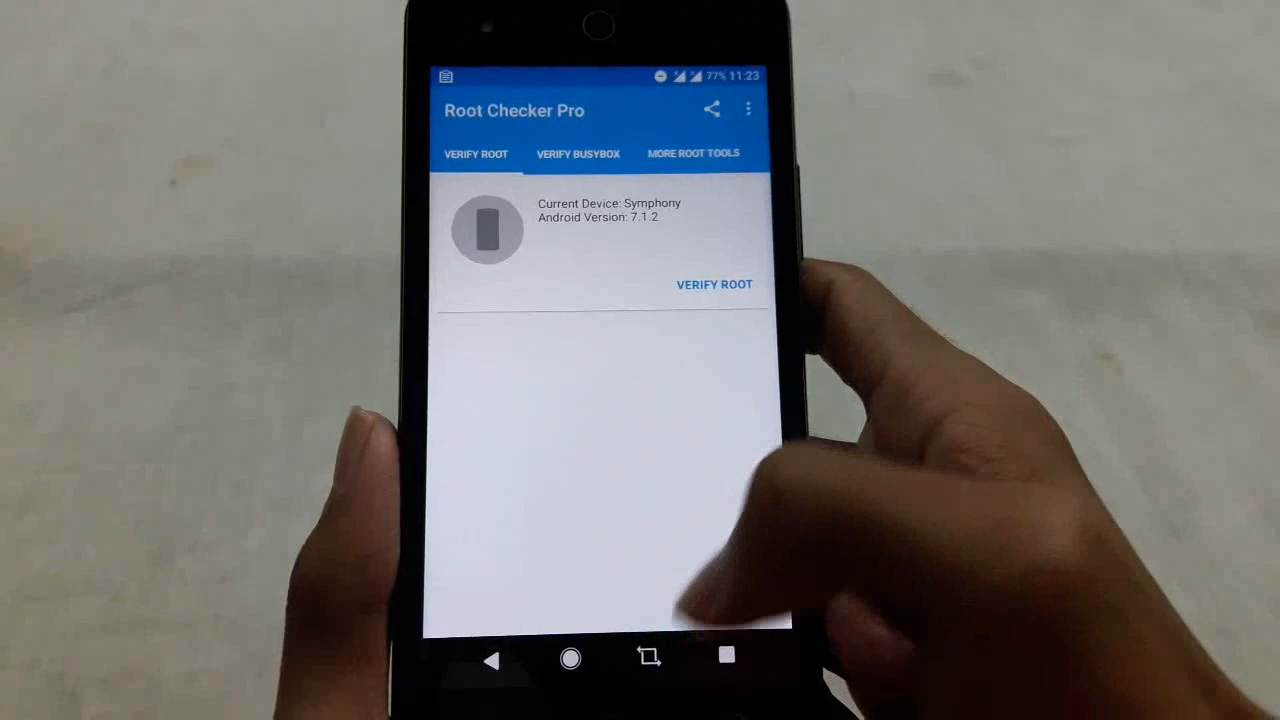 77% 11:23
Root Checker Pro
VERIFY ROOT VERIFY BUSYBOX MORE ROOT TOOLS
Current Device: Symphony
Android Version: 7.1.2
VERIFY ROOT